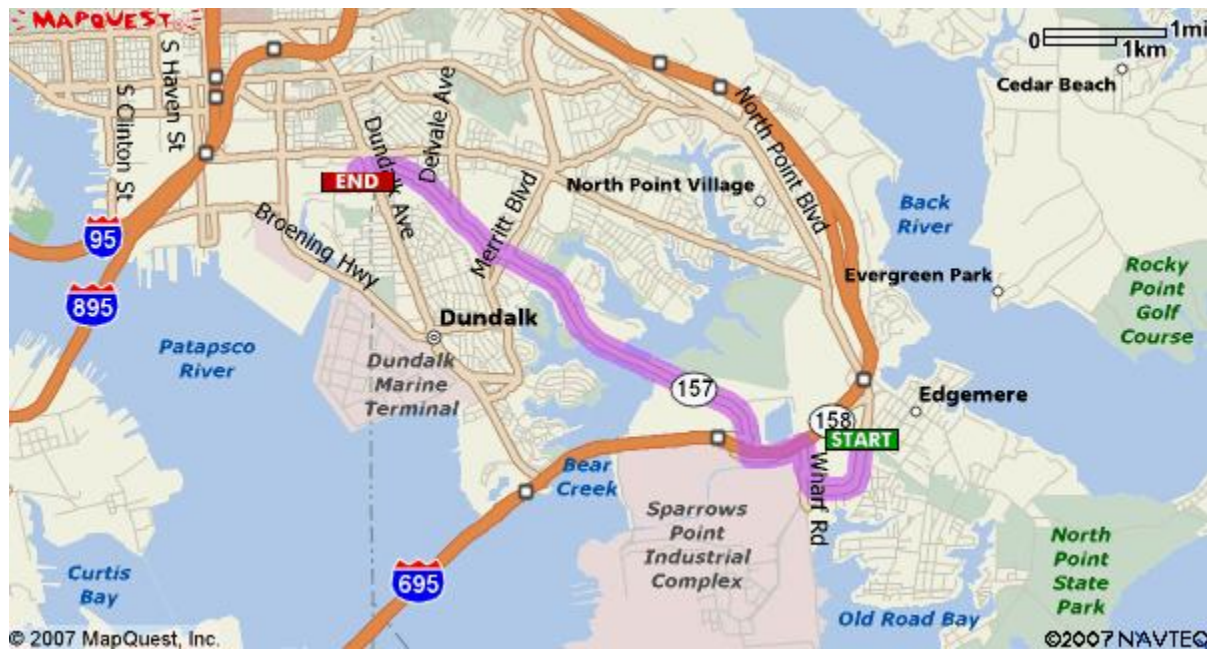 MAPQUEST
0 1mi
1km
Cedar Beach
S Haven St
S Clinton St
Dundalk Ave
Delvale Ave
North Point Blvd
END
North Point Village
Merritt Blvd
Back
River
Broening Hwy
95
895
Evergreen Park
Rocky
Point
Golf
Course
Patapsco
River
Dundalk
Dundalk
Marine
Terminal
157
Edgemere
158
START
Bear
Creek
Wharf Rd
Sparrows
Point
Industrial
Complex
695
North
Point
State
Park
Curtis
Bay
Old Road Bay
© 2007 MapQuest, Inc.
©2007 NAVTEQ